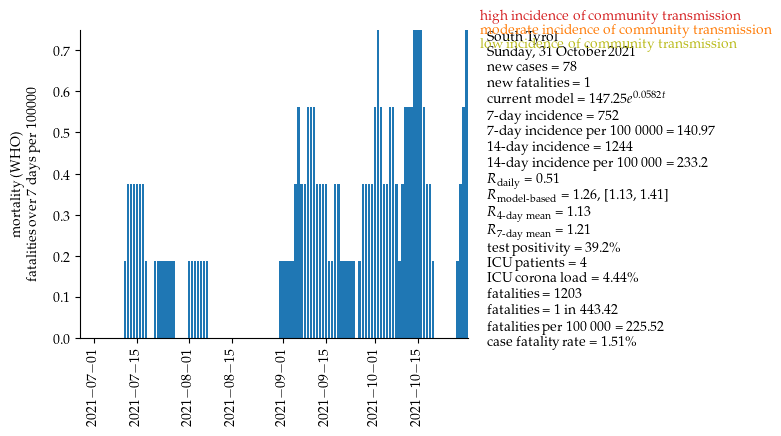 high incidence of community transmission
moderate incidence of community transmission
low incidence of community transmission
South Tyrol
Sunday, 31 October 2021
new cases = 78
new fatalities = 1
current model = 147.25e^0.0582t
7-day incidence = 752
7-day incidence per 100 0000 = 140.97
14-day incidence = 1244
14-day incidence per 100 000 = 233.2
R_daily = 0.51
R_model-based = 1.26, [1.13, 1.41]
R_4-day mean = 1.13
R_7-day mean = 1.21
test positivity = 39.2%
ICU patients = 4
ICU corona load = 4.44%
fatalities = 1203
fatalities = 1 in 443.42
fatalities per 100 000 = 225.52
case fatality rate = 1.51%
mortality (WHO)
fatalities over 7 days per 100000
0.7
0.6
0.5
0.4
0.3
0.2
0.1
0.0
2021−07−01
2021−07−15
2021−08−01
2021−08−15
2021−09−01
2021−09−15
2021−10−01
2021−10−15